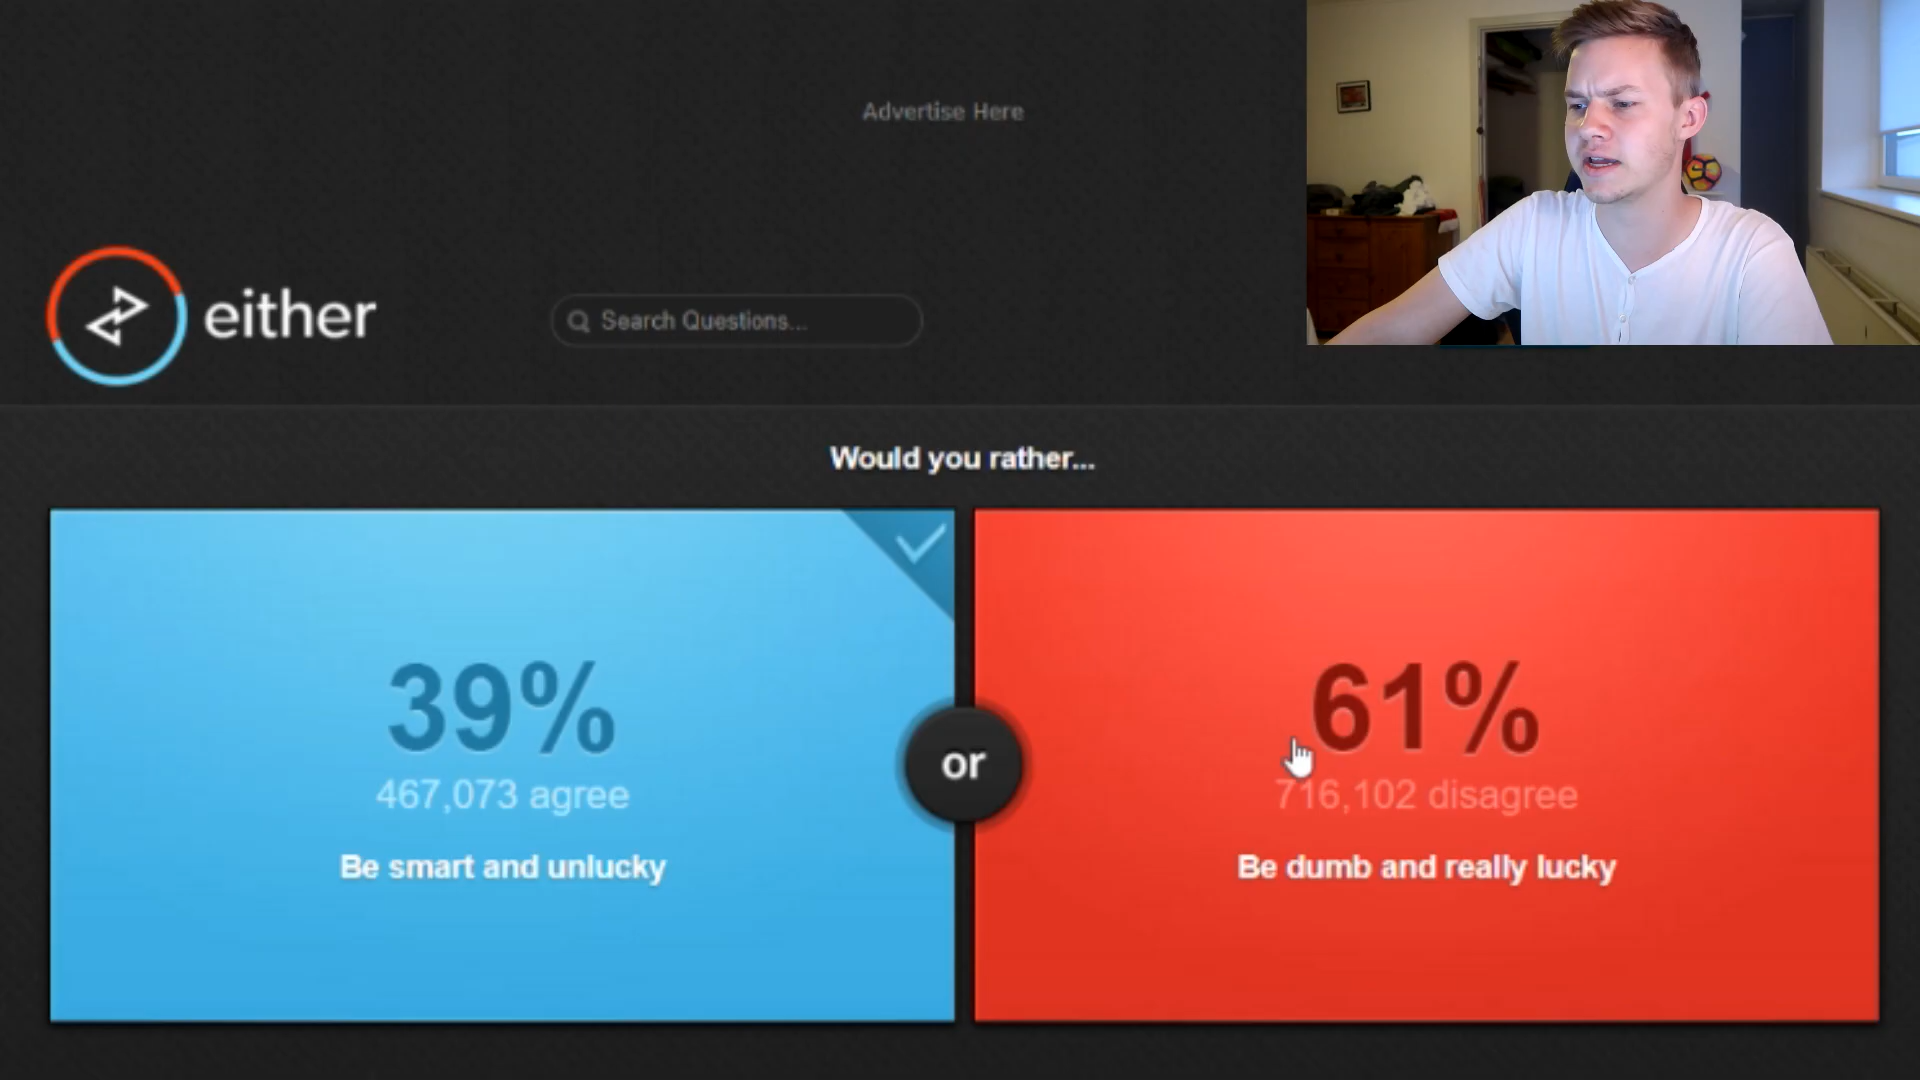 Advertise Here
either
Search Questions...
Would you rather...
39%
467,073 agree
Be smart and unlucky
or
61%
716,102 disagree
Be dumb and really lucky